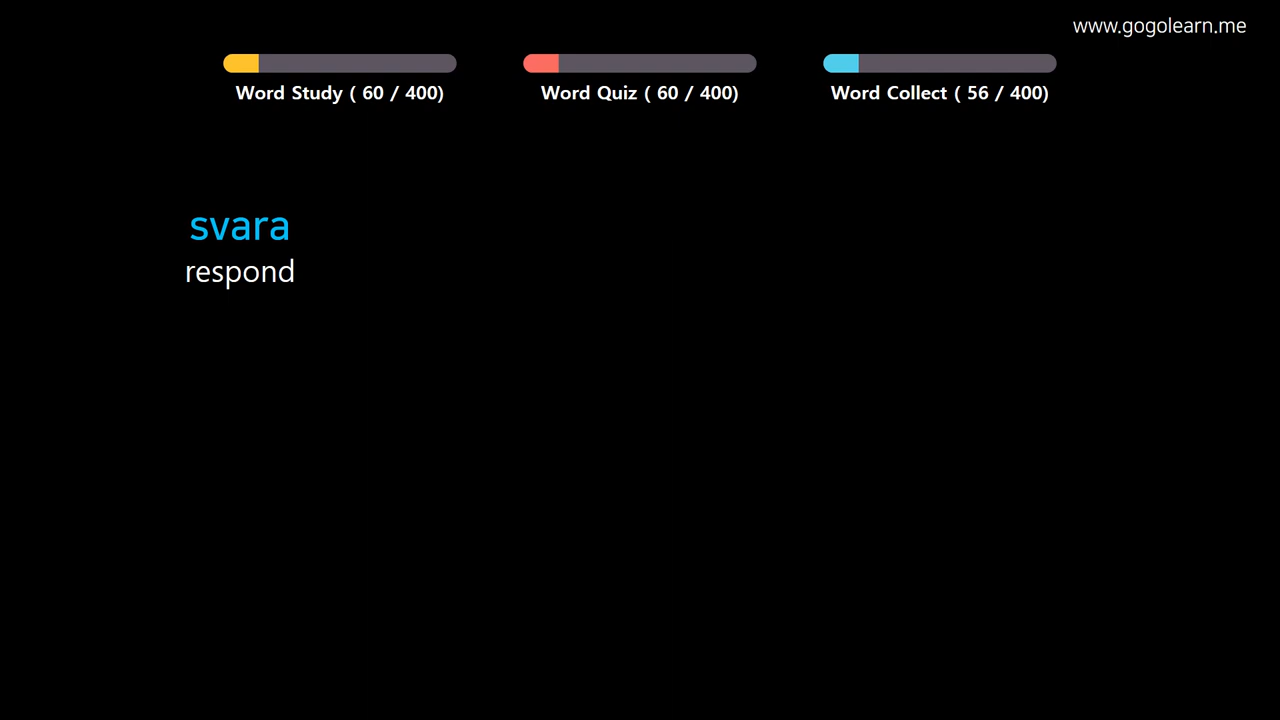 www.gogolearn.me
Word Study ( 60 / 400)
Word Quiz ( 60 / 400)
Word Collect ( 56 / 400)
svara
respond